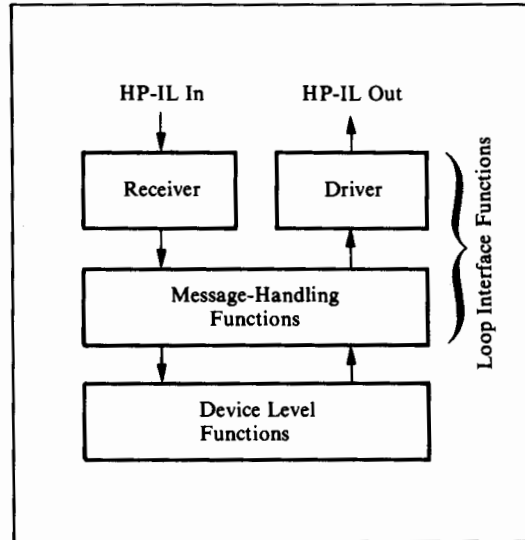 HP-IL In
HP-IL Out
Receiver
Driver
Message-Handling
Functions
Device Level
Functions
Loop Interface Functions